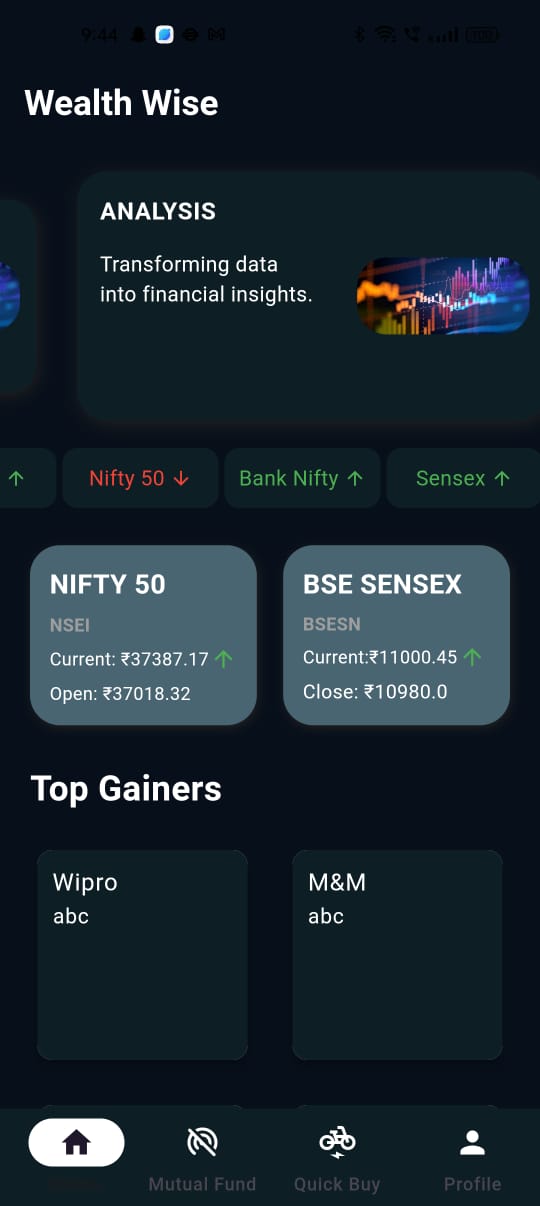 9:44
Wealth Wise
ANALYSIS
Transforming data
into financial insights.
Nifty 50
Bank Nifty
Sensex
NIFTY 50
NSEI
Current: ₹37387.17
Open: ₹37018.32
BSE SENSEX
BSESN
Current:₹11000.45
Close: ₹10980.0
Top Gainers
Wipro
abc
M&M
abc
Mutual Fund
Quick Buy
Profile